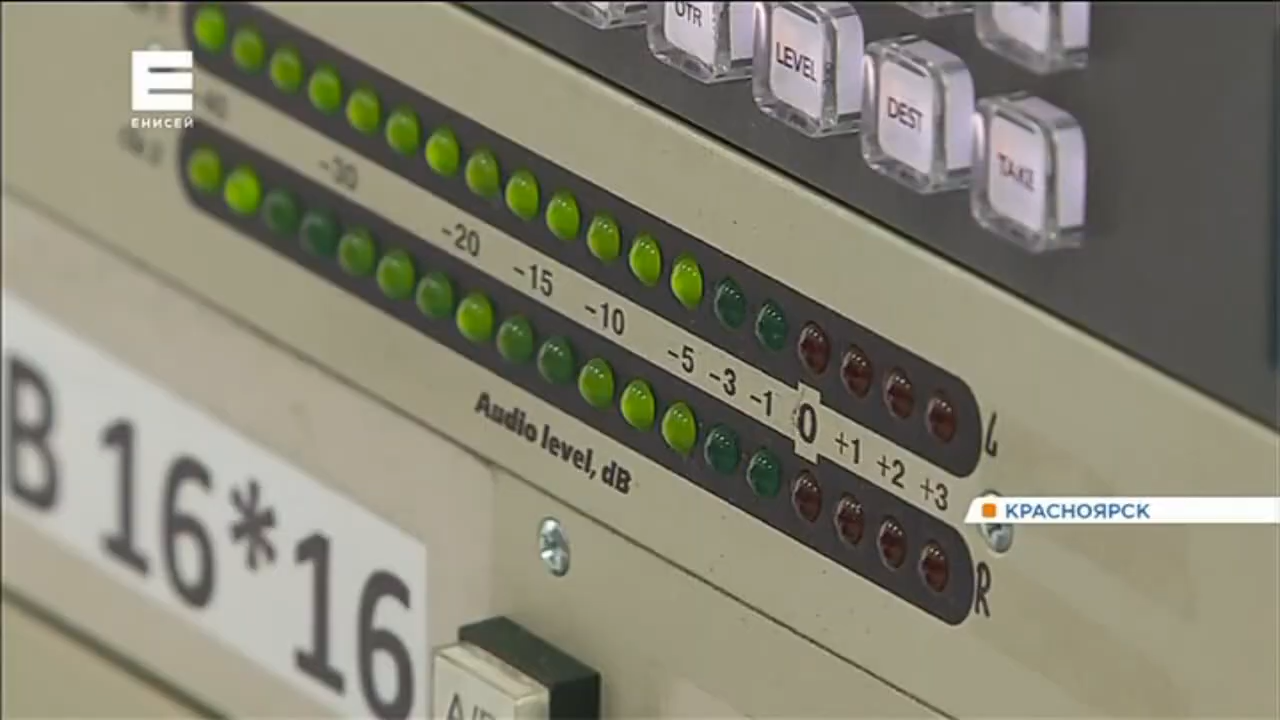 ЕНИСЕЙ
LEVEL
DEST
TAKE
-40
-30
-20
-15
-10
-5
-3
-1
0
+1
+2
+3
L
R
Audio level, dB
КРАСНОЯРСК
В 16*16